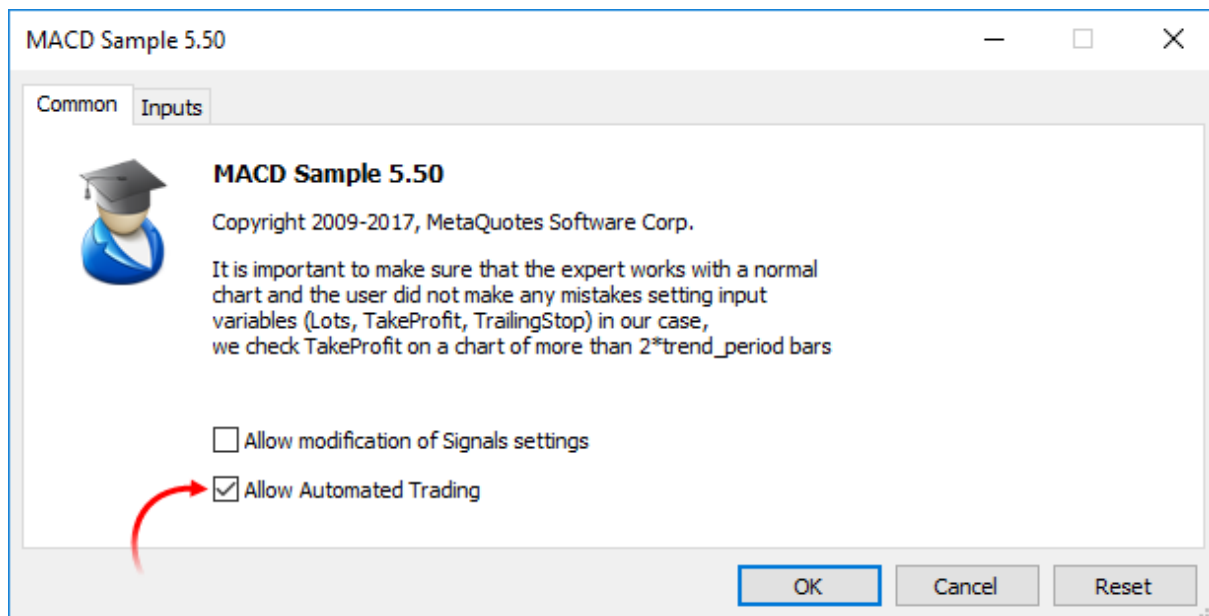 MACD Sample 5.50
Common Inputs
MACD Sample 5.50
Copyright 2009-2017, MetaQuotes Software Corp.
It is important to make sure that the expert works with a normal
chart and the user did not make any mistakes setting input
variables (Lots, TakeProfit, TrailingStop) in our case,
we check TakeProfit on a chart of more than 2*trend_period bars
Allow modification of Signals settings
Allow Automated Trading
OK Cancel Reset